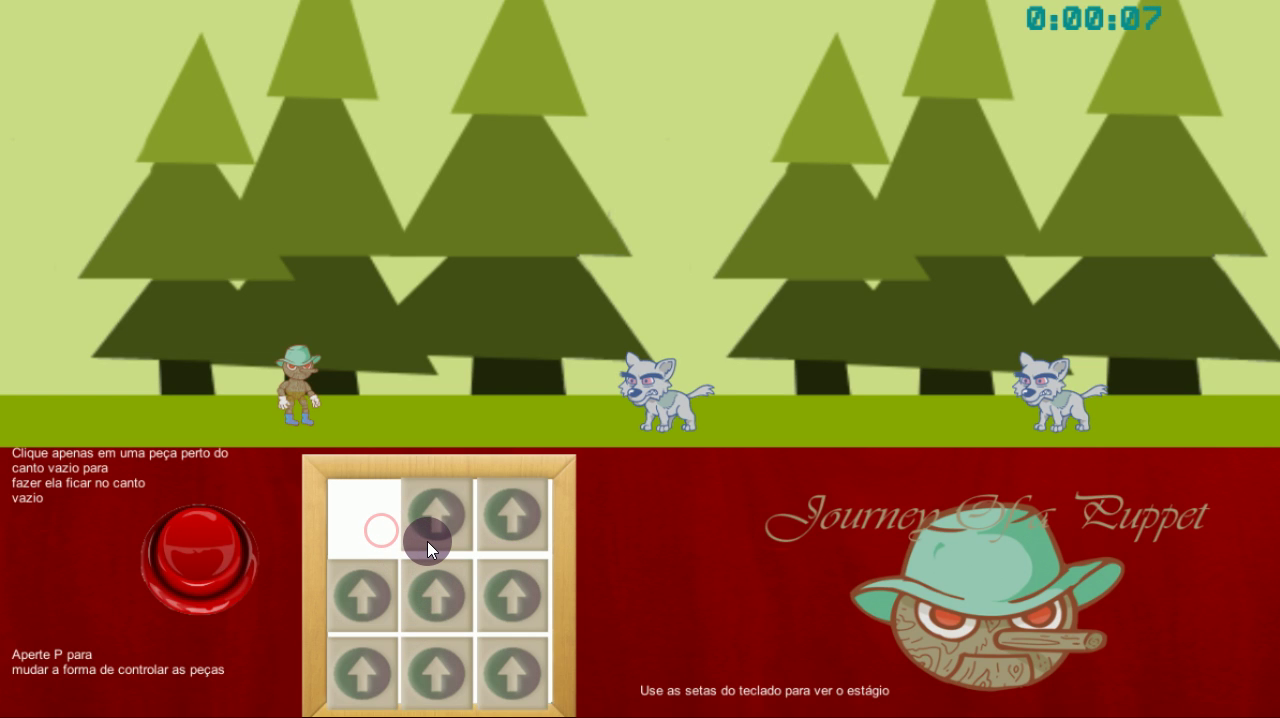 0:00:07
Clique apenas em uma peça perto do
canto vazio para
fazer ela ficar no canto
vazio
Journey Of a Puppet
Aperte P para
mudar a forma de controlar as peças
Use as setas do teclado para ver o estágio